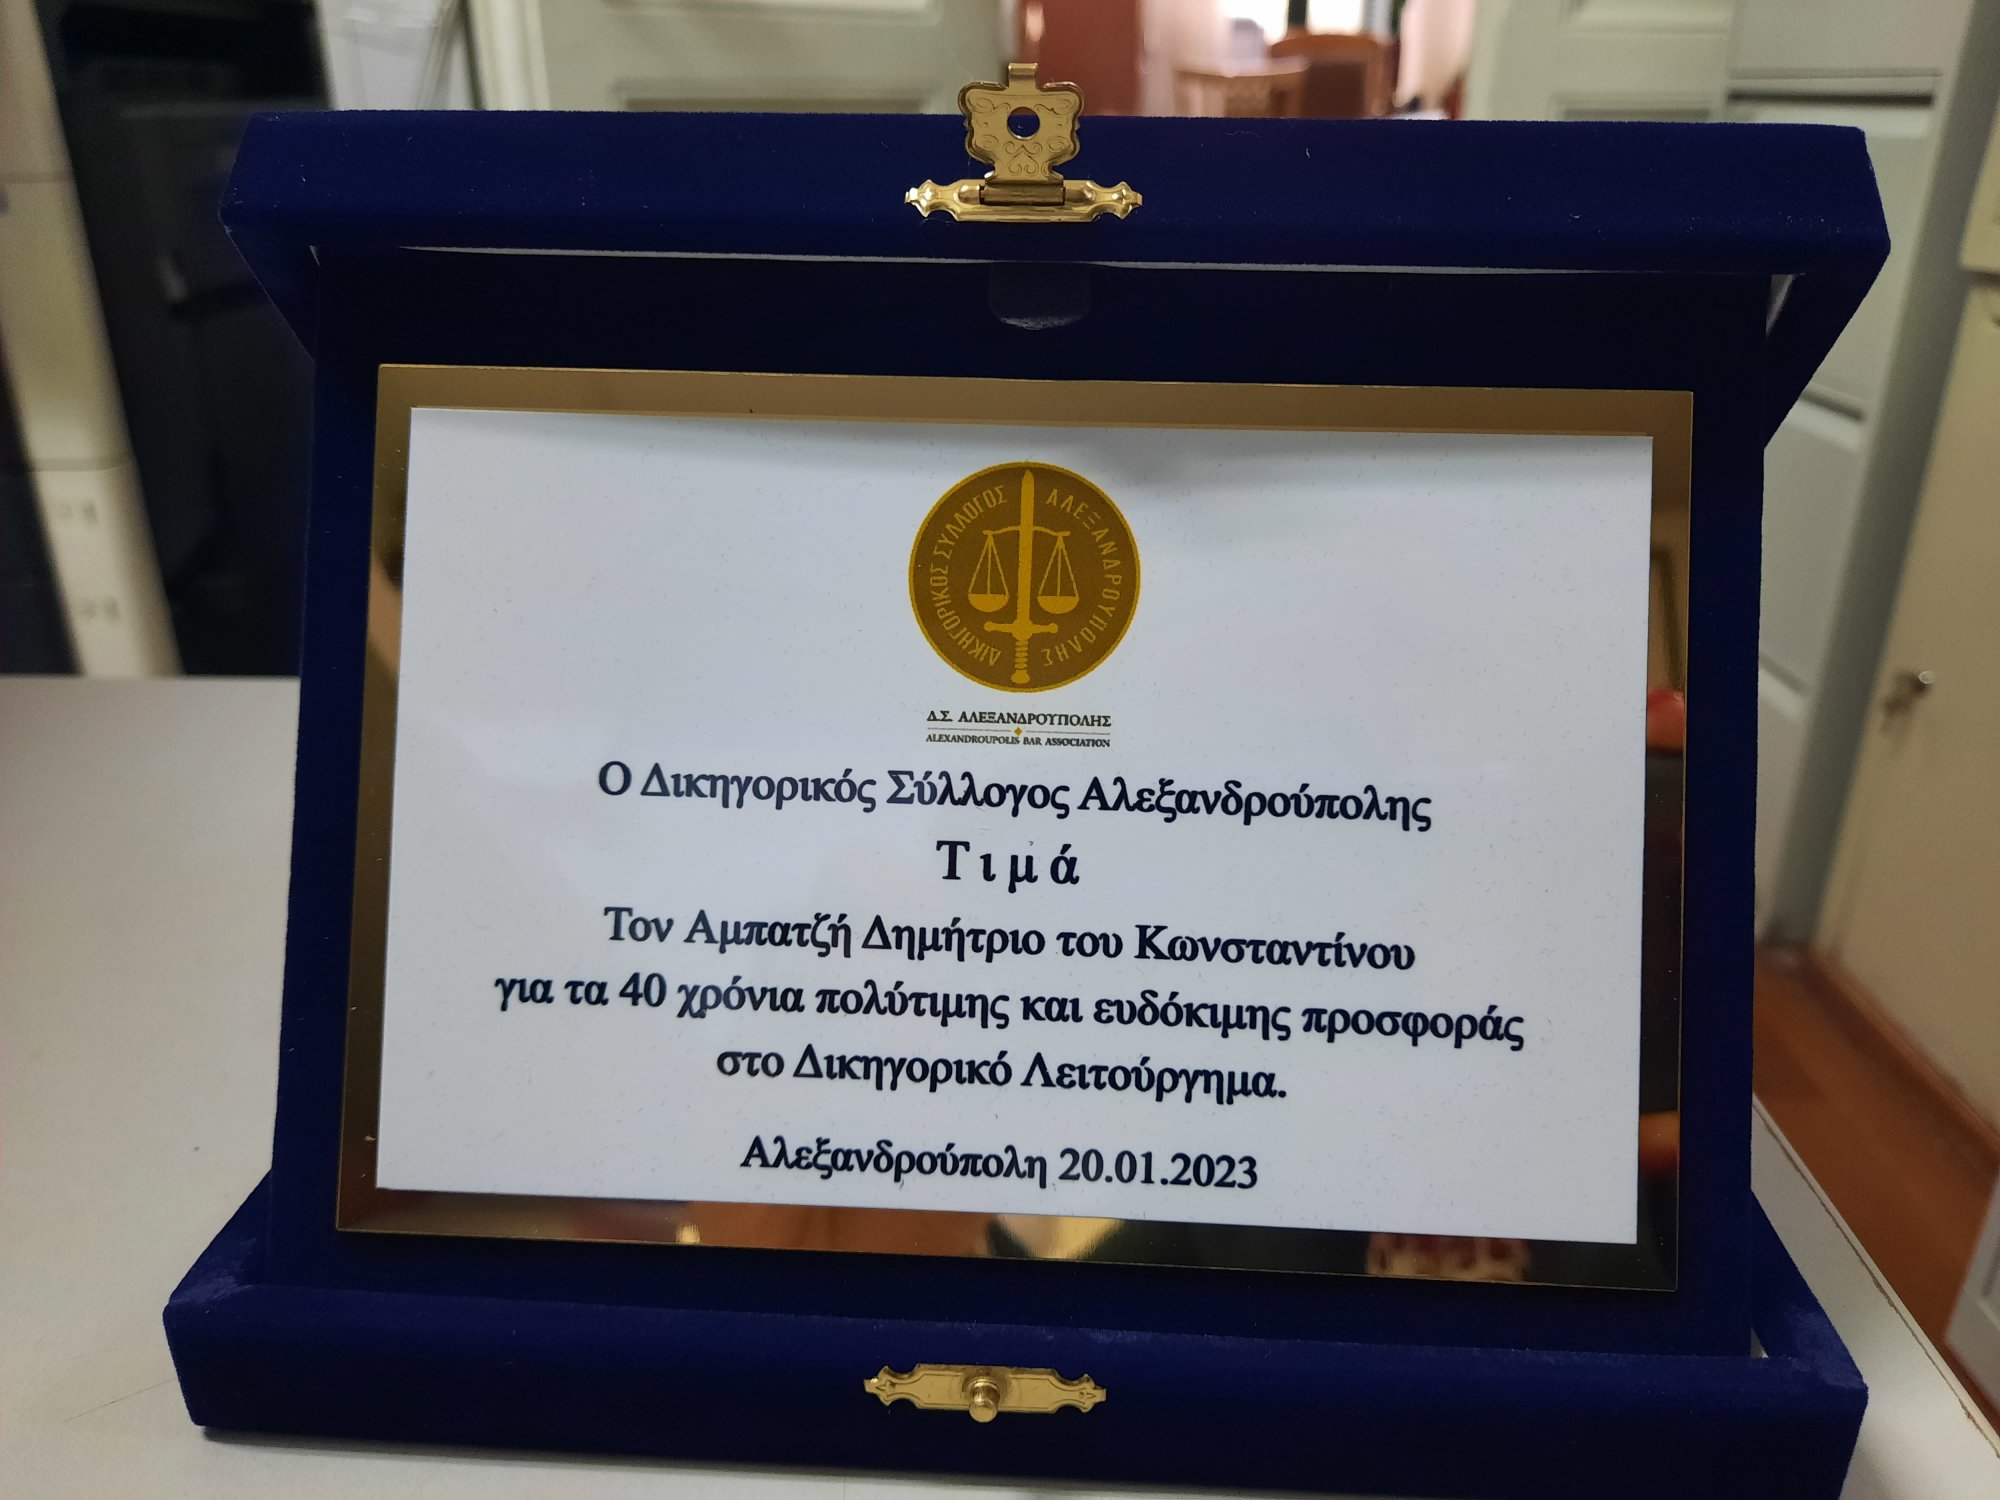 ΔΙΚΗΓΟΡΙΚΟΣ ΣΥΛΛΟΓΟΣ ΑΛΕΞΑΝΔΡΟΥΠΟΛΗΣ
Δ.Σ. ΑΛΕΞΑΝΔΡΟΥΠΟΛΗΣ
ALEXANDROUPOLIS BAR ASSOCIATION
Ο Δικηγορικός Σύλλογος Αλεξανδρούπολης
Τ ι μ ά
Τον Αμπατζή Δημήτριο του Κωνσταντίνου
για τα 40 χρόνια πολύτιμης και ευδόκιμης προσφοράς
στο Δικηγορικό Λειτούργημα.
Αλεξανδρούπολη 20.01.2023